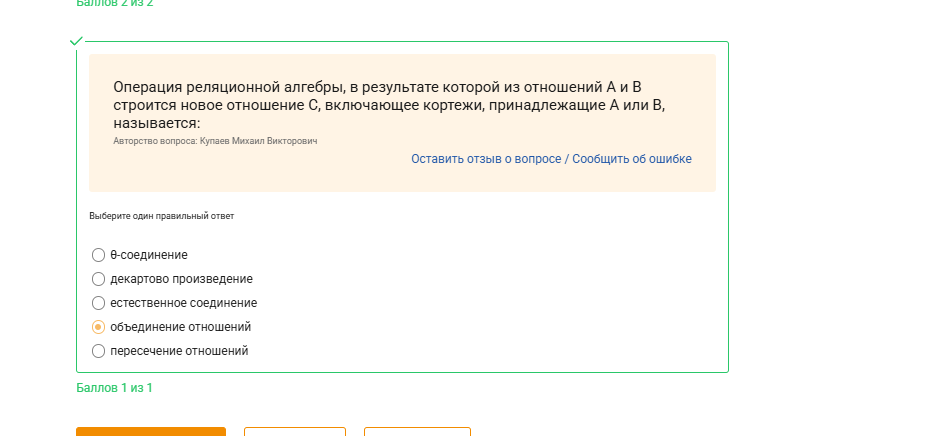 Баллов 2 из 2
Операция реляционной алгебры, в результате которой из отношений А и В
строится новое отношение С, включающее кортежи, принадлежащие А или В,
называется:
Авторство вопроса: Купаев Михаил Викторович
Оставить отзыв о вопросе / Сообщить об ошибке
Выберите один правильный ответ
θ-соединение
декартово произведение
естественное соединение
объединение отношений
пересечение отношений
Баллов 1 из 1